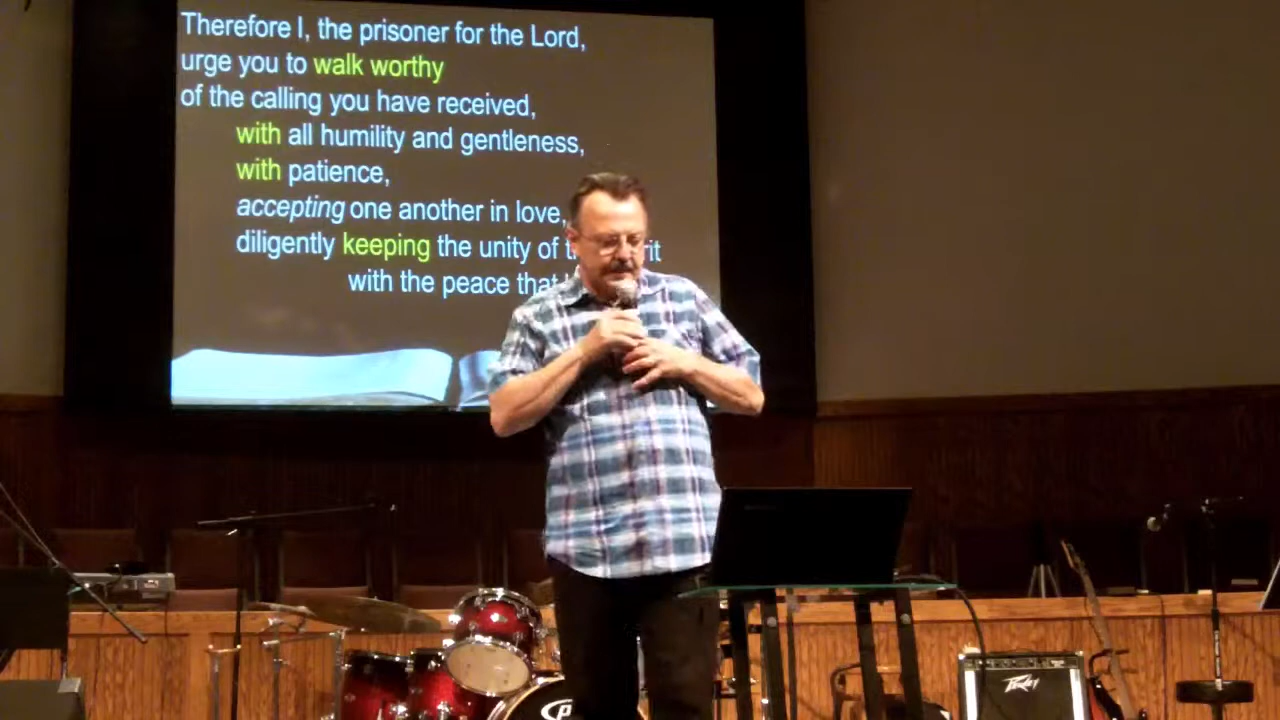 Therefore I, the prisoner for the Lord,
urge you to walk worthy
of the calling you have received,
with all humility and gentleness,
with patience,
accepting one another in love,
diligently keeping the unity of
with the peace that
PEAVEY